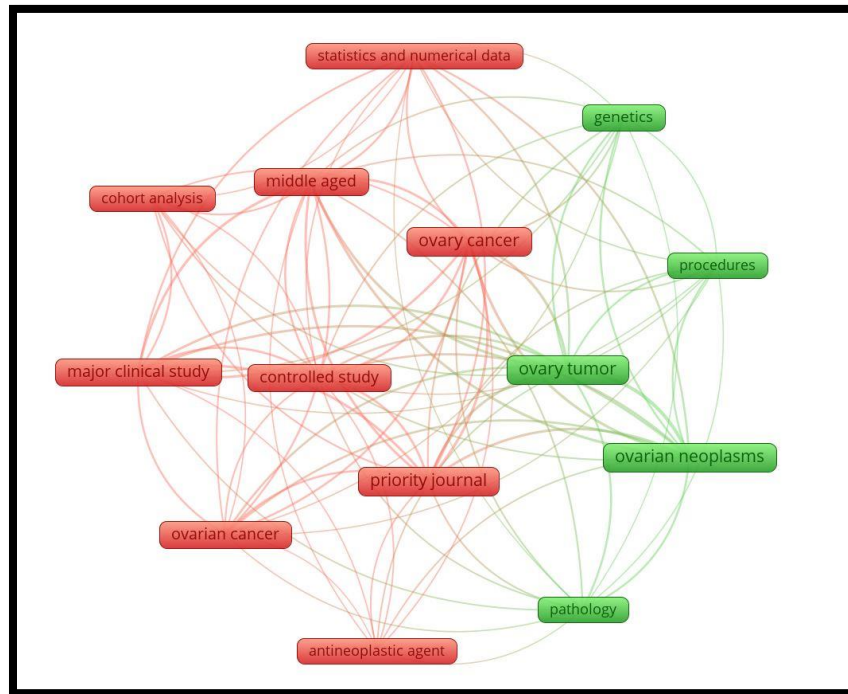 statistics and numerical data
genetics
middle aged
cohort analysis
ovary cancer
procedures
major clinical study
controlled study
ovary tumor
ovarian neoplasms
priority journal
ovarian cancer
pathology
antineoplastic agent